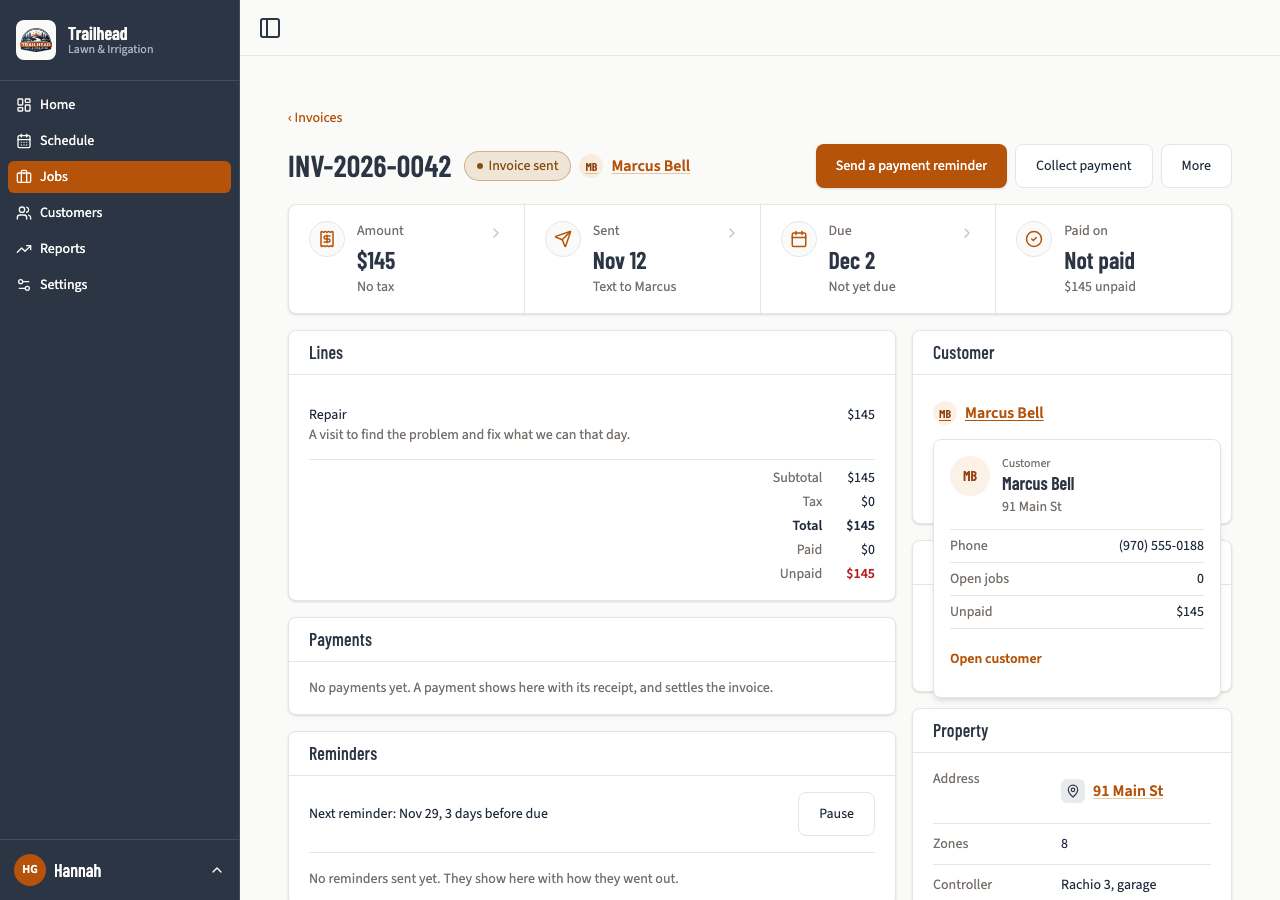 TRAILHEAD
Trailhead
Lawn & Irrigation
Home
Schedule
Jobs
Customers
Reports
Settings
HG
Hannah
‹ Invoices
INV-2026-0042
Invoice sent
MB
Marcus Bell
Send a payment reminder
Collect payment
More
Amount
$145
No tax
Sent
Nov 12
Text to Marcus
Due
Dec 2
Not yet due
Paid on
Not paid
$145 unpaid
Lines
Repair
$145
A visit to find the problem and fix what we can that day.
Subtotal $145
Tax $0
Total $145
Paid $0
Unpaid $145
Payments
No payments yet. A payment shows here with its receipt, and settles the invoice.
Reminders
Next reminder: Nov 29, 3 days before due
Pause
No reminders sent yet. They show here with how they went out.
Customer
MB
Marcus Bell
MB
Customer
Marcus Bell
91 Main St
Phone (970) 555-0188
Open jobs 0
Unpaid $145
Open customer
Property
Address
91 Main St
Zones 8
Controller Rachio 3, garage